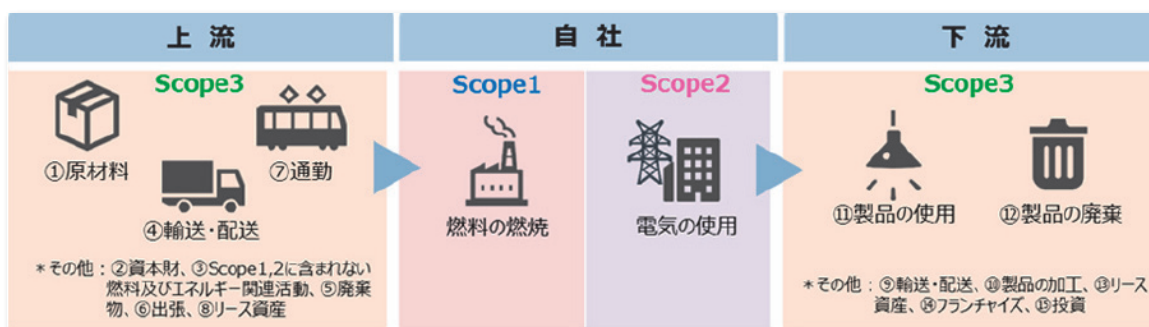 上流
自社
下流
Scope3
①原材料
⑦通勤
④輸送・配送
＊その他：②資本財、③Scope1,2に含まれない
燃料及びエネルギー関連活動、⑤廃棄
物、⑥出張、⑧リース資産
Scope1
燃料の燃焼
Scope2
電気の使用
Scope3
⑪製品の使用
⑫製品の廃棄
＊その他：⑨輸送・配送、⑩製品の加工、⑬リース
資産、⑭フランチャイズ、⑮投資